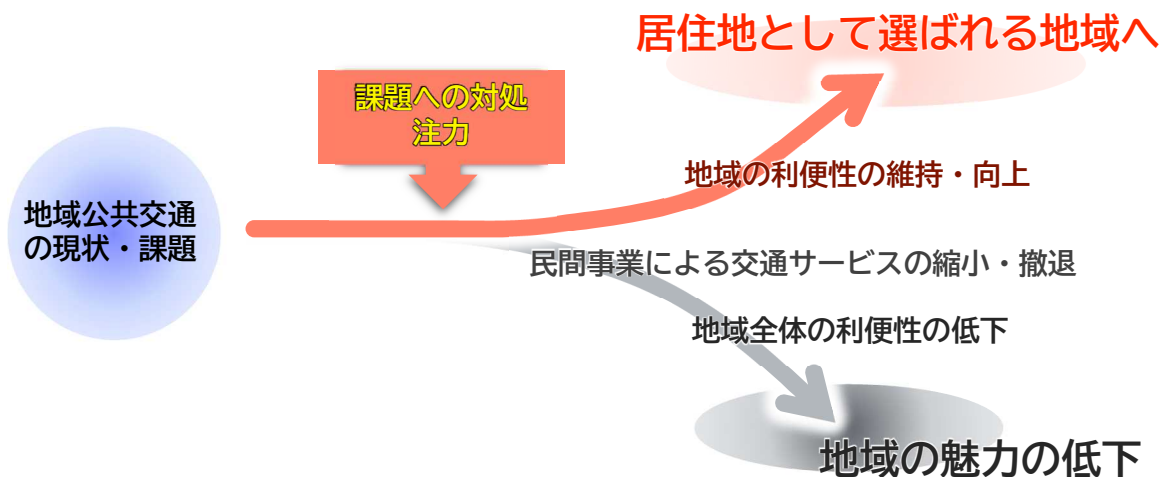 居住地として選ばれる地域へ
課題への対処
注力
地域の利便性の維持・向上
地域公共交通
の現状・課題
民間事業による交通サービスの縮小・撤退
地域全体の利便性の低下
地域の魅力の低下